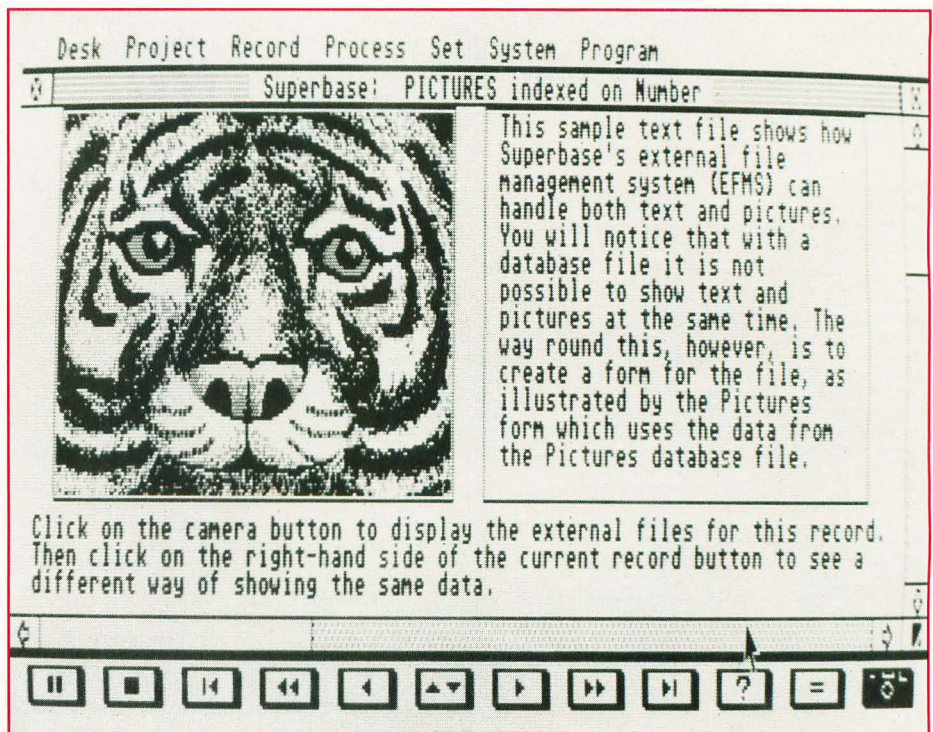 Desk Project Record Process Set System Program
Superbase: PICTURES indexed on Number
This sample text file shows how
Superbase's external file
management system (EFMS) can
handle both text and pictures.
You will notice that with a
database file it is not
possible to show text and
pictures at the same time. The
way round this, however, is to
create a form for the file, as
illustrated by the Pictures
form which uses the data from
the Pictures database file.
Click on the camera button to display the external files for this record.
Then click on the right-hand side of the current record button to see a
different way of showing the same data.
? =